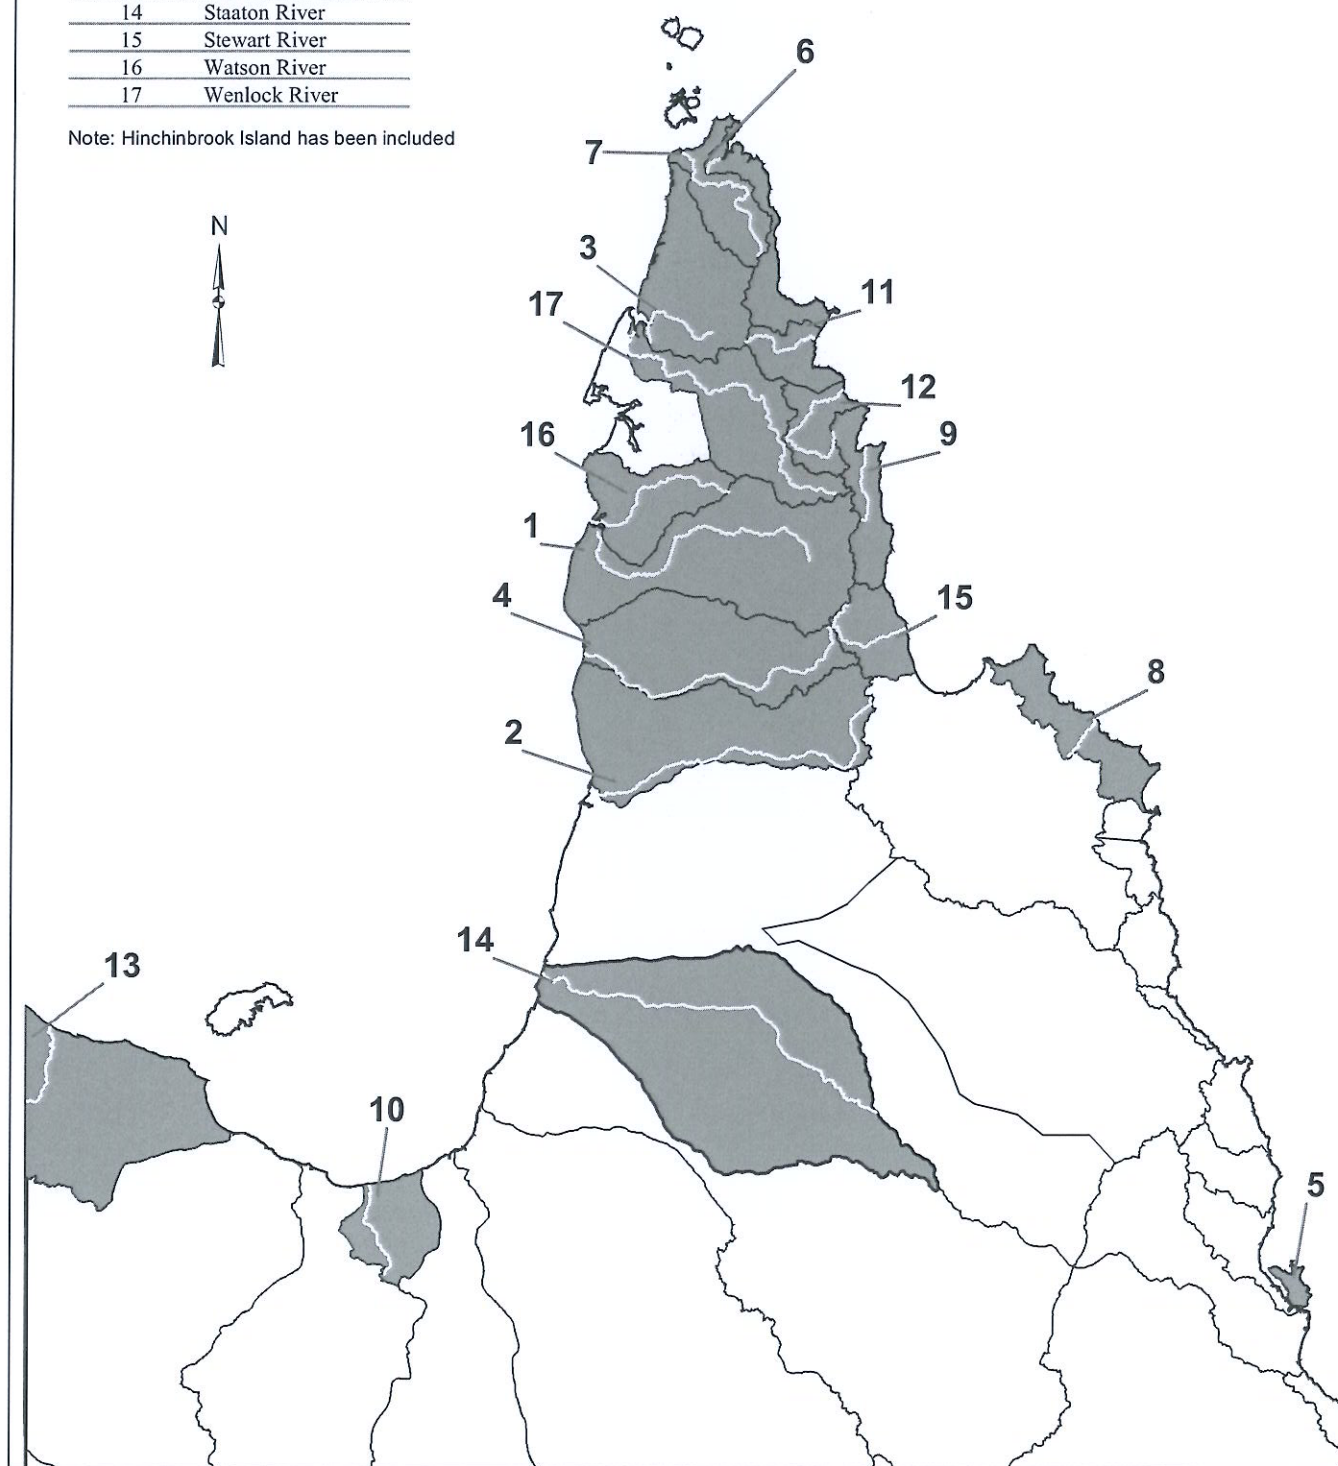 14 Staaton River
15 Stewart River
16 Watson River
17 Wenlock River
Note: Hinchinbrook Island has been included
N
6
7
3
17
11
12
16
9
1
4
15
8
2
14
13
10
5